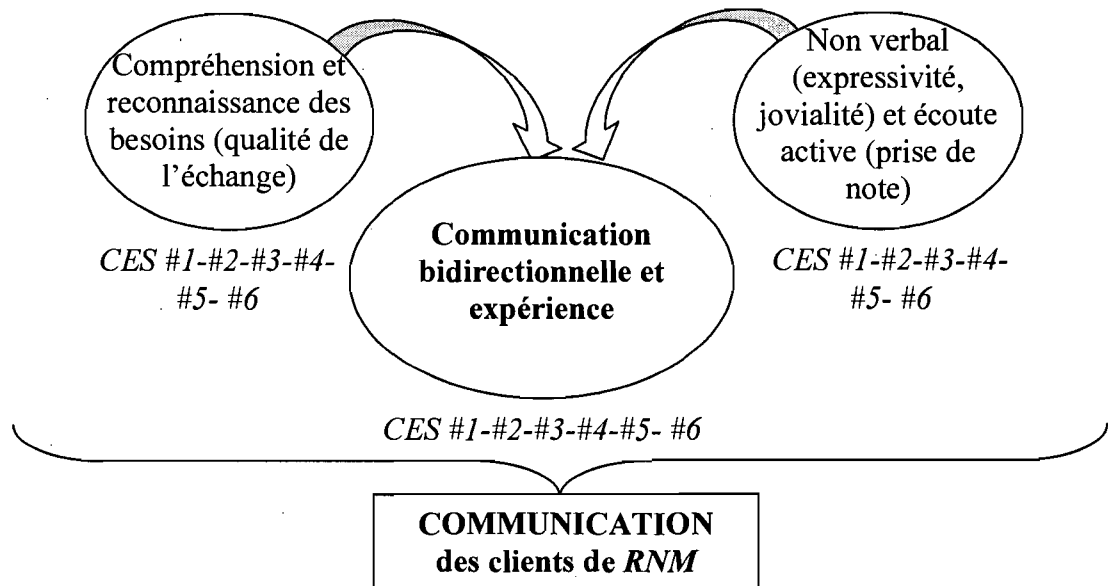 Compréhension et
reconnaissance des
besoins (qualité de
l'échange)
CES #1-#2-#3-#4-
#5- #6
Non verbal
(expressivité,
jovialité) et écoute
active (prise de
note)
CES #1-#2-#3-#4-
#5- #6
Communication
bidirectionnelle et
expérience
CES #1-#2-#3-#4-#5- #6
COMMUNICATION
des clients de RNM